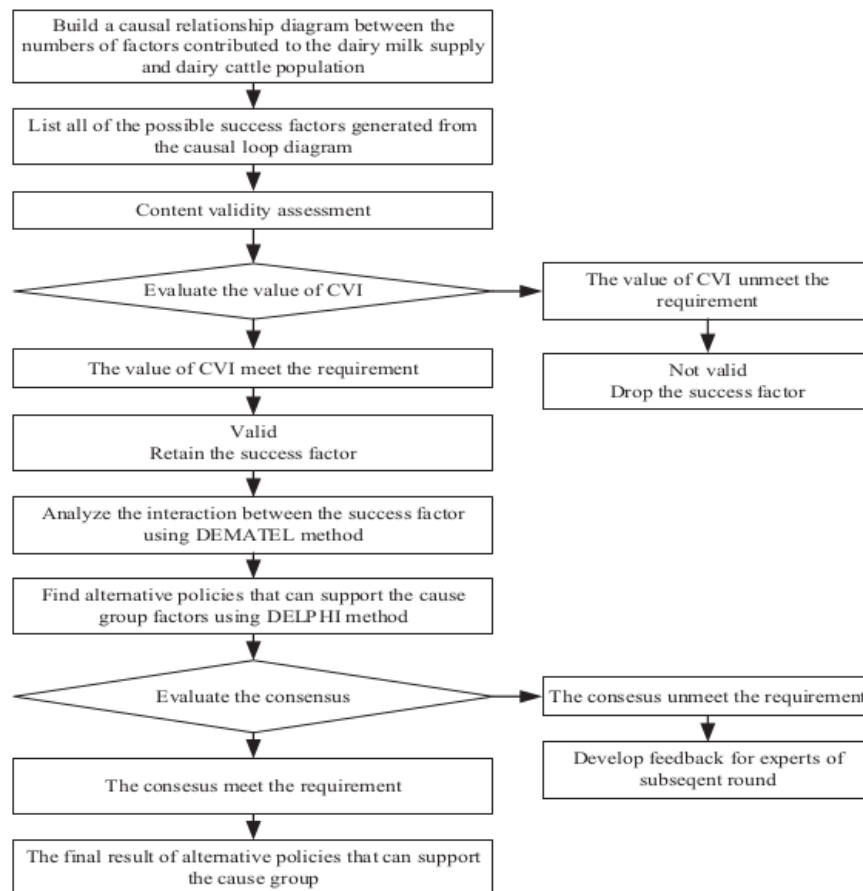 Build a causal relationship diagram between the
numbers of factors contributed to the dairy milk supply
and dairy cattle population
List all of the possible success factors generated from
the causal loop diagram
Content validity assessment
Evaluate the value of CVI
The value of CVI unmeet the
requirement
The value of CVI meet the requirement
Not valid
Drop the success factor
Valid
Retain the success factor
Analyze the interaction between the success factor
using DEMATEL method
Find alternative policies that can support the cause
group factors using DELPHI method
Evaluate the consensus
The consesus unmeet the requirement
Develop feedback for experts of
subseqent round
The consesus meet the requirement
The final result of alternative policies that can support
the cause group